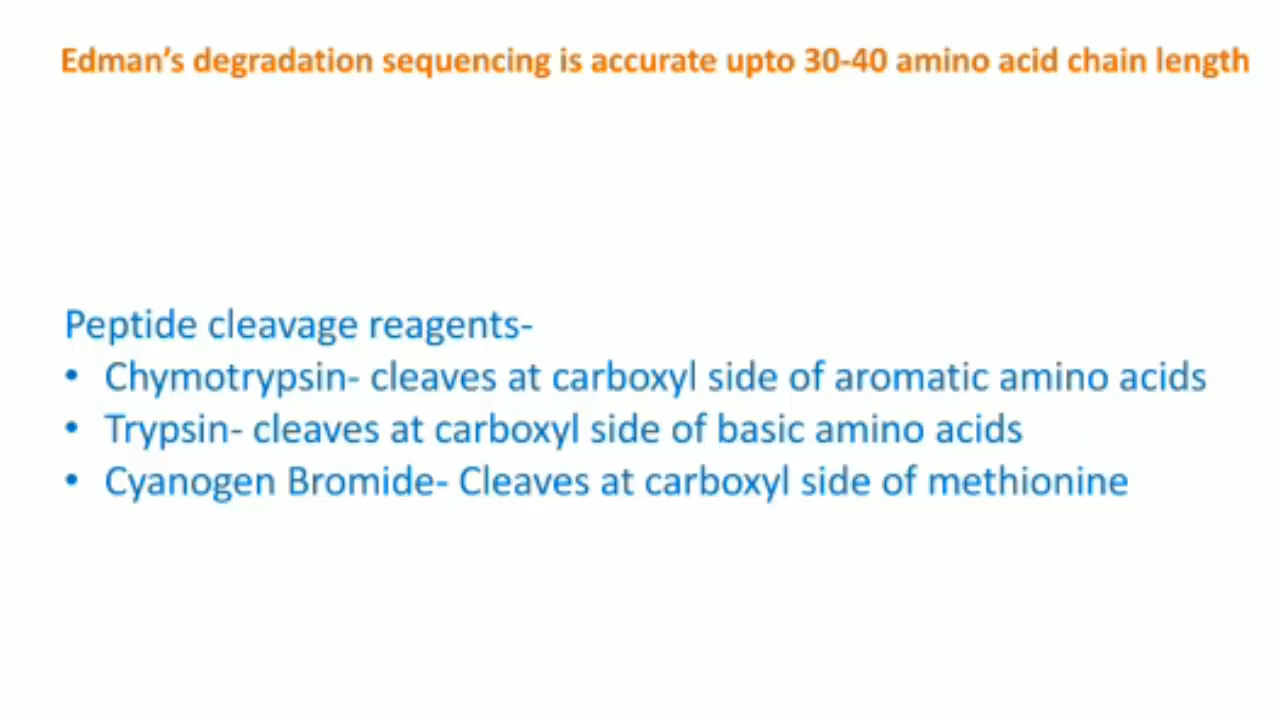 Edman’s degradation sequencing is accurate upto 30-40 amino acid chain length
Peptide cleavage reagents-
• Chymotrypsin- cleaves at carboxyl side of aromatic amino acids
• Trypsin- cleaves at carboxyl side of basic amino acids
• Cyanogen Bromide- Cleaves at carboxyl side of methionine